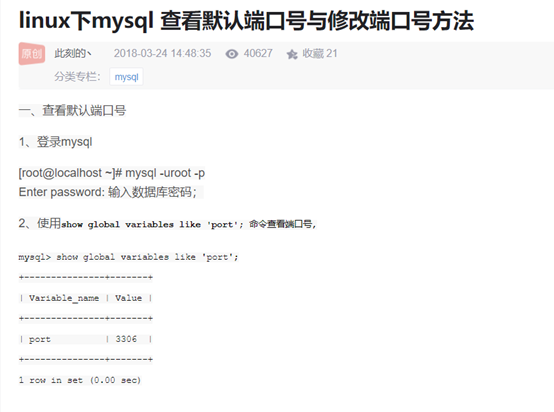 linux下mysql 查看默认端口号与修改端口号方法
原创 此刻的丶 2018-03-24 14:48:35 40627 收藏 21
分类专栏： mysql
一、查看默认端口号
1、登录mysql
[root@localhost ~]# mysql -uroot -p
Enter password: 输入数据库密码；
2、使用show global variables like 'port'; 命令查看端口号，
mysql> show global variables like 'port';
+---------------+-------+
| Variable_name | Value |
+---------------+-------+
| port          | 3306  |
+---------------+-------+
1 row in set (0.00 sec)